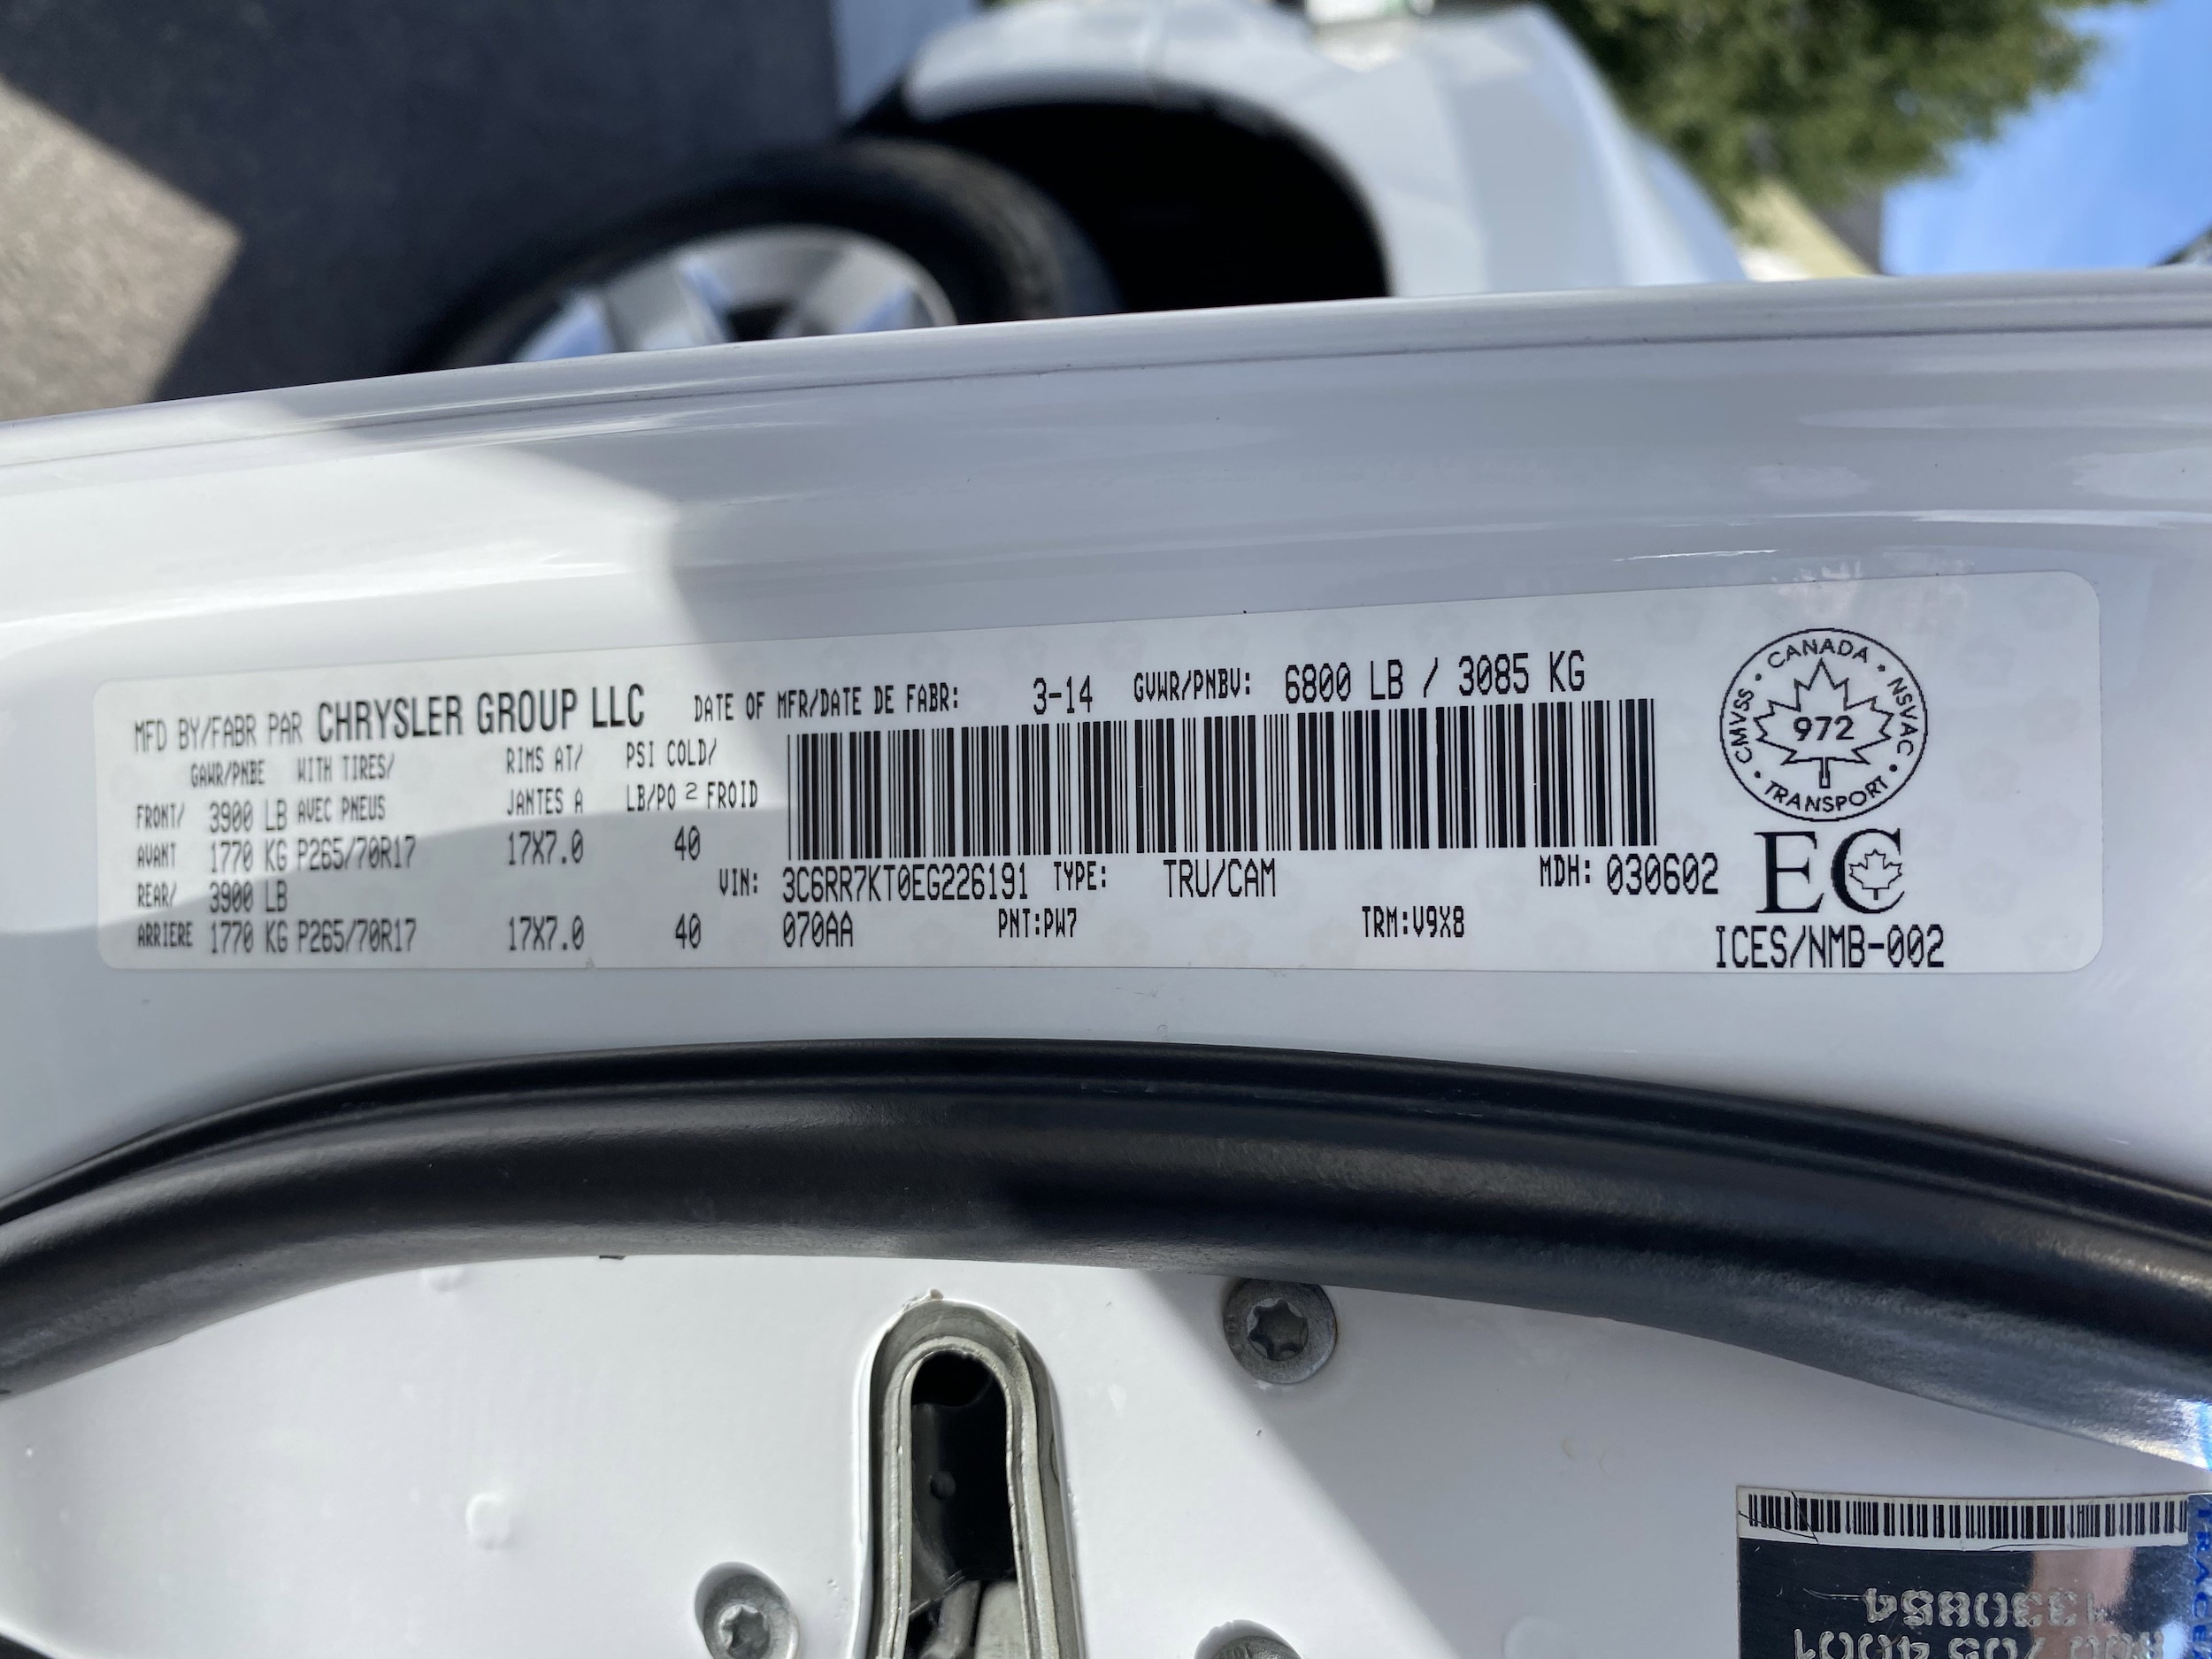 MFD BY/FABR PAR CHRYSLER GROUP LLC DATE OF MFR/DATE DE FABR: 3-14 GVWR/PNBV: 6800 LB / 3085 KG
GAWR/PNBE WITH TIRES/ RIMS AT/ PSI COLD/
FRONT/ 3900 LB AVEC PNEUS JANTES A LB/PO 2 FROID
AVANT 1770 KG P265/70R17 17X7.0 40
REAR/ 3900 LB
ARRIERE 1770 KG P265/70R17 17X7.0 40
VIN: 3C6RR7KT0EG226191 TYPE: TRU/CAM MDH: 030602
070AA PNT:PW7 TRM:V9X8
CANADA
CMVSS NSVAC
972
TRANSPORT
EC
ICES/NMB-002